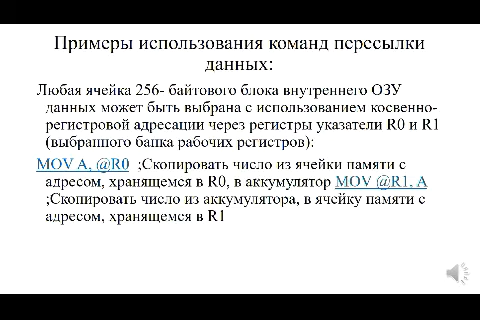 Примеры использования команд пересылки
данных:
Любая ячейка 256- байтового блока внутреннего ОЗУ
данных может быть выбрана с использованием косвенно-
регистровой адресации через регистры указатели R0 и R1
(выбранного банка рабочих регистров):
MOV A, @R0 ;Скопировать число из ячейки памяти с
адресом, хранящемся в R0, в аккумулятор MOV @R1, A
;Скопировать число из аккумулятора, в ячейку памяти с
адресом, хранящемся в R1